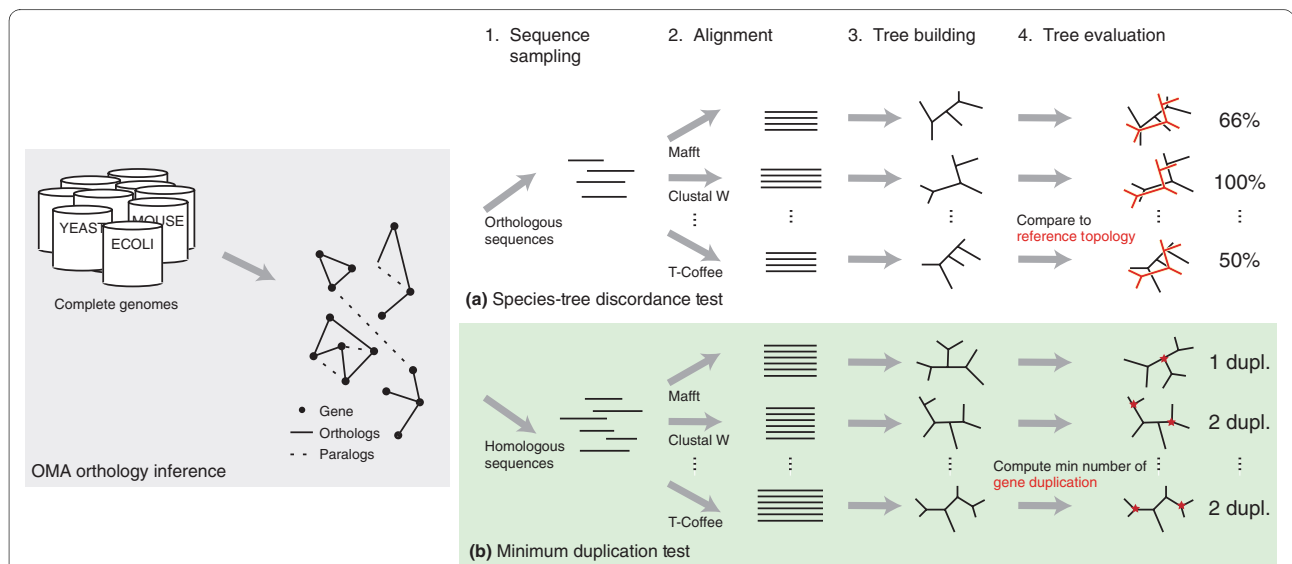 1. Sequence sampling
2. Alignment
3. Tree building
4. Tree evaluation
YEAST
MOUSE
ECOLI
Complete genomes
Gene
Orthologs
Paralogs
OMA orthology inference
Orthologous
sequences
Mafft
Clustal W
T-Coffee
Compare to
reference topology
66%
100%
50%
(a) Species-tree discordance test
Homologous
sequences
Mafft
Clustal W
T-Coffee
Compute min number of
gene duplication
1 dupl.
2 dupl.
2 dupl.
(b) Minimum duplication test